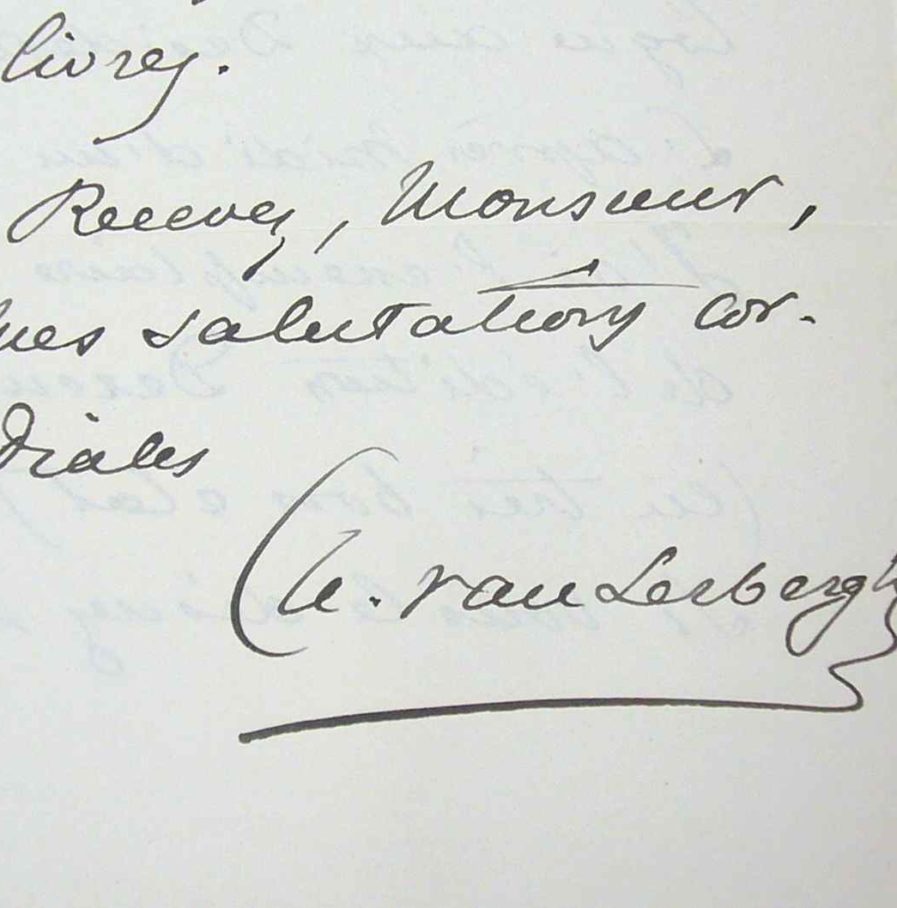 livres.
Recevez, Monsieur,
mes salutations cor-
diales
Ch. van Lerberghe